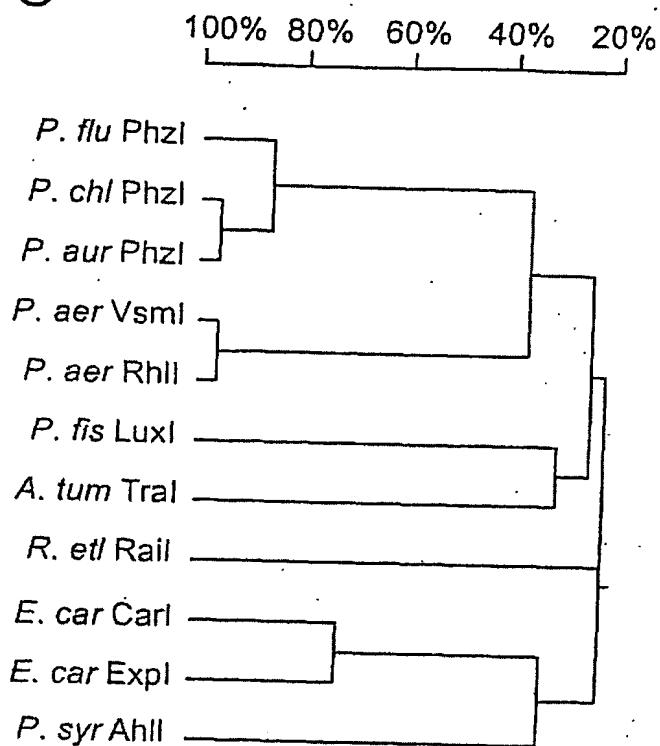 100% 80% 60% 40% 20%
P. flu PhzI
P. chl PhzI
P. aur PhzI
P. aer VsmI
P. aer RhlI
P. fis LuxI
A. tum TraI
R. etl RaiI
E. car CarI
E. car ExpI
P. syr AhlI